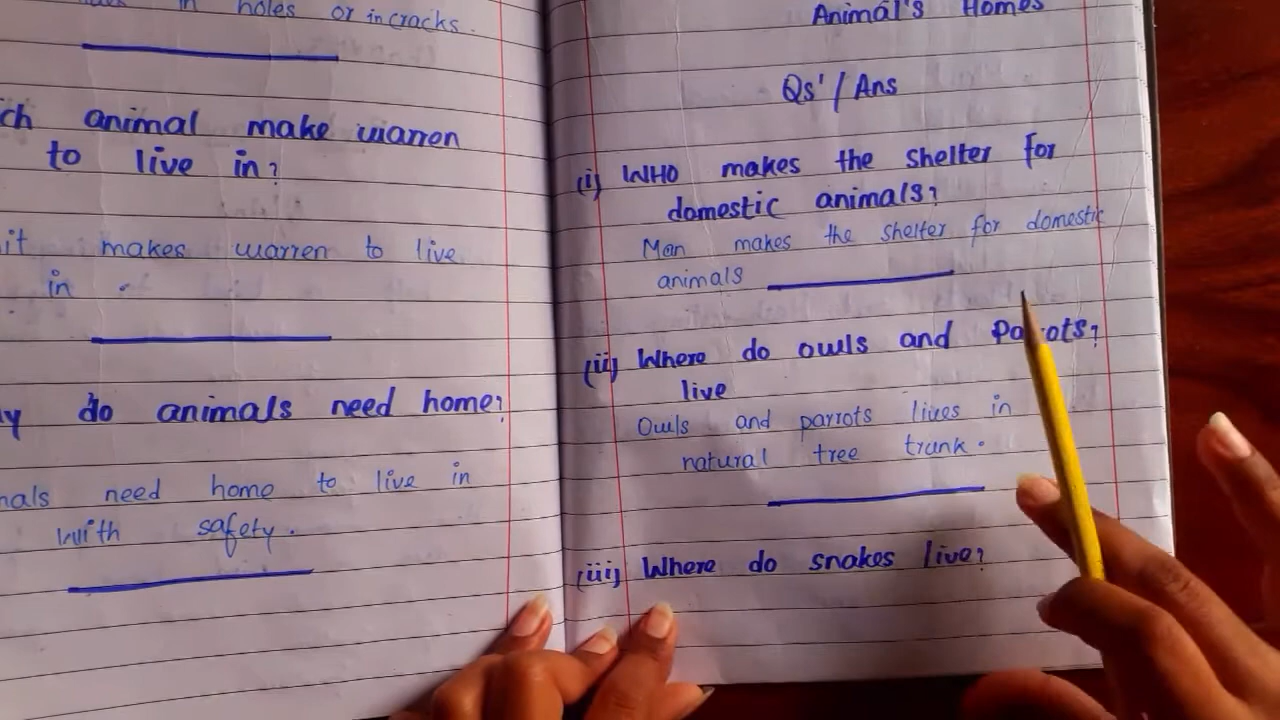 in holes or in cracks.
ch animal make warren
to live in?
it makes warren to live
in.
y do animals need home?
mals need home to live in
with safety.
Animal's Homes
Qs'/Ans
(i) WHO makes the shelter for
domestic animals?
Man makes the shelter for domestic
animals
(ii) Where do owls and Parrots?
live
Owls and parrots lives in
natural tree trunk.
(iii) Where do snakes live?